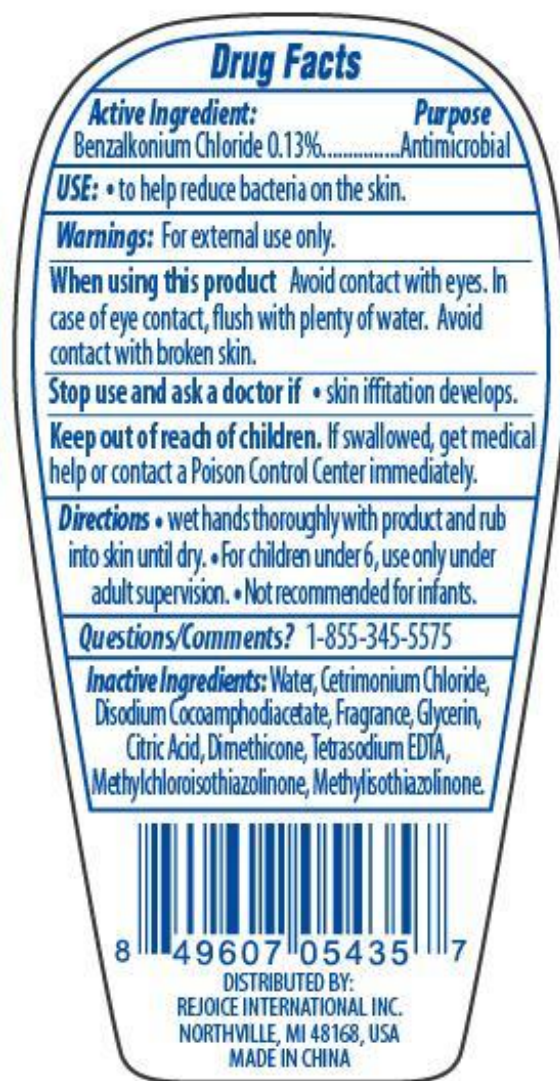 Drug Facts
Active Ingredient: Purpose
Benzalkonium Chloride 0.13%................Antimicrobial
USE: • to help reduce bacteria on the skin.
Warnings: For external use only.
When using this product Avoid contact with eyes. In
case of eye contact, flush with plenty of water. Avoid
contact with broken skin.
Stop use and ask a doctor if • skin iffitation develops.
Keep out of reach of children. If swallowed, get medical
help or contact a Poison Control Center immediately.
Directions • wet hands thoroughly with product and rub
into skin until dry. • For children under 6, use only under
adult supervision. • Not recommended for infants.
Questions/Comments? 1-855-345-5575
Inactive Ingredients: Water, Cetrimonium Chloride,
Disodium Cocoamphodiacetate, Fragrance, Glycerin,
Citric Acid, Dimethicone, Tetrasodium EDTA,
Methylchloroisothiazolinone, Methylisothiazolinone.
8 49607 05435 7
DISTRIBUTED BY:
REJOICE INTERNATIONAL INC.
NORTHVILLE, MI 48168, USA
MADE IN CHINA